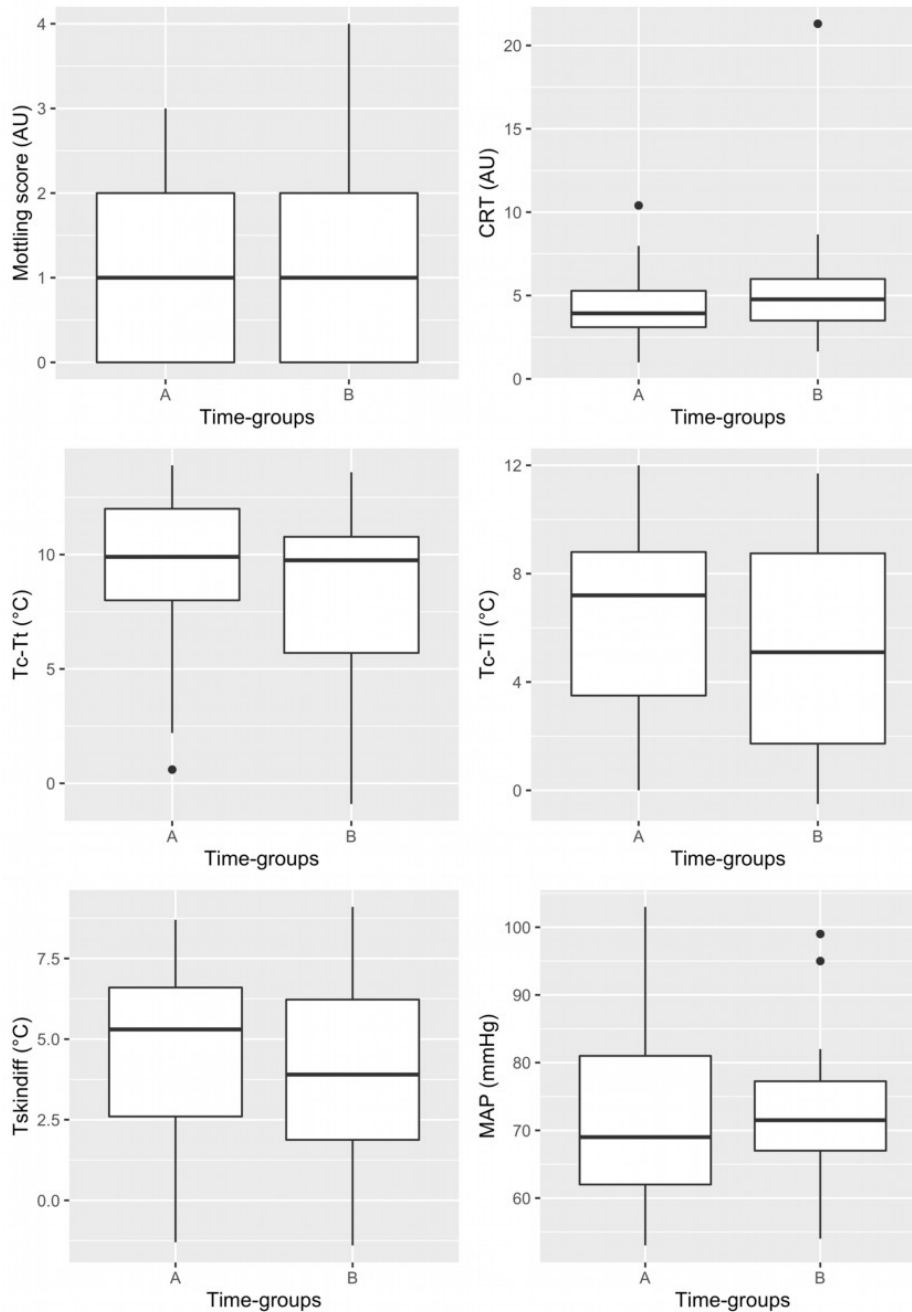 Mottling score (AU)
4
3
2
1
0
A B
Time-groups
CRT (AU)
20
15
10
5
0
A B
Time-groups
Tc-Tt (°C)
10
5
0
A B
Time-groups
Tc-Ti (°C)
12
8
4
0
A B
Time-groups
Tskindiff (°C)
7.5
5.0
2.5
0.0
A B
Time-groups
MAP (mmHg)
100
90
80
70
60
A B
Time-groups